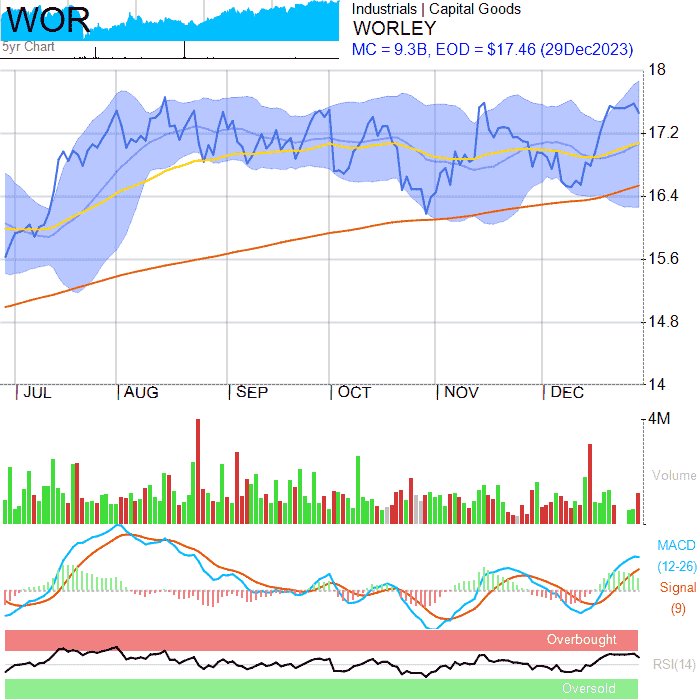 WOR
5yr Chart
Industrials | Capital Goods
WORLEY
MC = 9.3B, EOD = $17.46 (29Dec2023)
18
17.2
16.4
15.6
14.8
14
JUL AUG SEP OCT NOV DEC
4M
Volume
MACD
(12-26)
Signal
(9)
Overbought
RSI(14)
Oversold